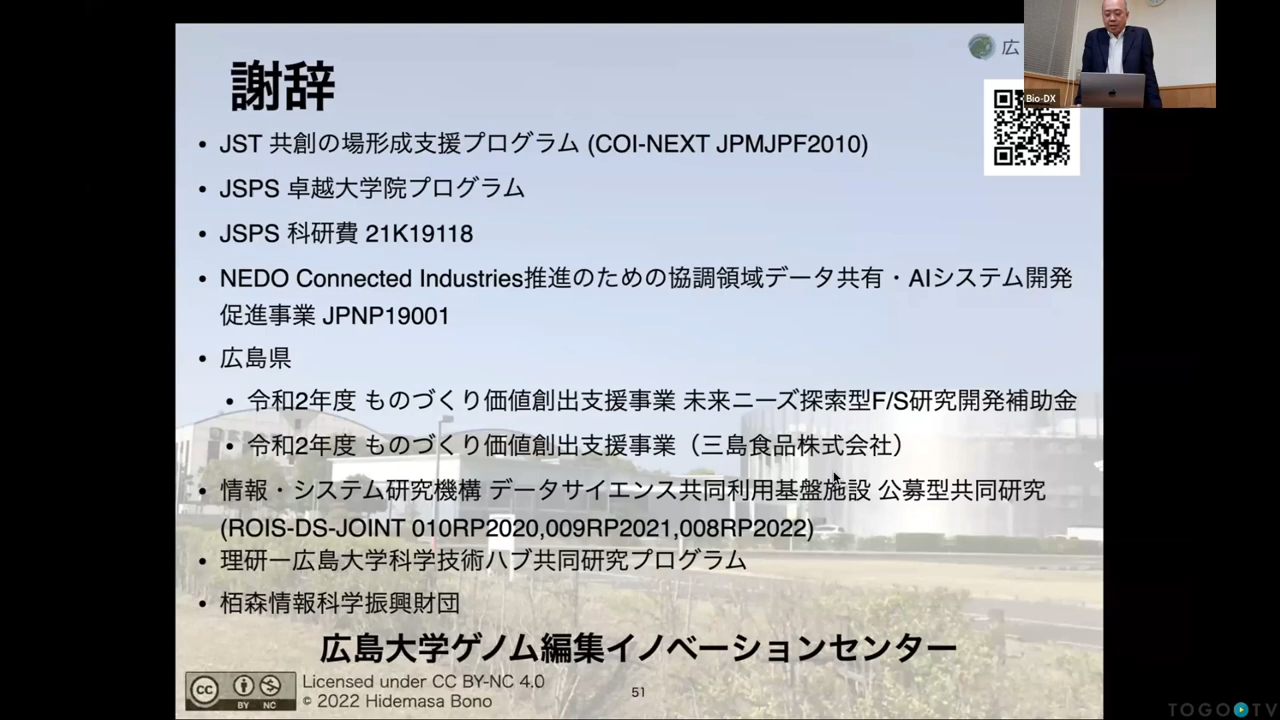 広
謝辞
Bio-DX
• JST 共創の場形成支援プログラム (COI-NEXT JPMJPF2010)
• JSPS 卓越大学院プログラム
• JSPS 科研費 21K19118
• NEDO Connected Industries推進のための協調領域データ共有・AIシステム開発
促進事業 JPNP19001
• 広島県
• 令和2年度 ものづくり価値創出支援事業 未来ニーズ探索型F/S研究開発補助金
• 令和2年度 ものづくり価値創出支援事業（三島食品株式会社）
• 情報・システム研究機構 データサイエンス共同利用基盤施設 公募型共同研究
(ROIS-DS-JOINT 010RP2020,009RP2021,008RP2022)
• 理研ー広島大学科学技術ハブ共同研究プログラム
• 栢森情報科学振興財団
広島大学ゲノム編集イノベーションセンター
cc BY NC
Licensed under CC BY-NC 4.0
© 2022 Hidemasa Bono
51
TOGOTV